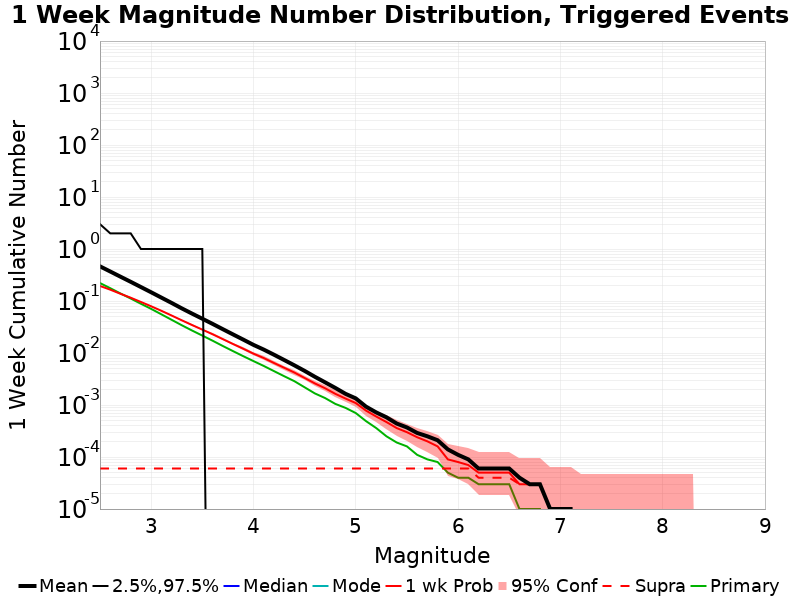 1 Week Magnitude Number Distribution, Triggered Events
1 Week Cumulative Number
10^4
10^3
10^2
10^1
10^0
10^-1
10^-2
10^-3
10^-4
10^-5
3 4 5 6 7 8 9
Magnitude
Mean 2.5%,97.5% Median Mode 1 wk Prob 95% Conf Supra Primary